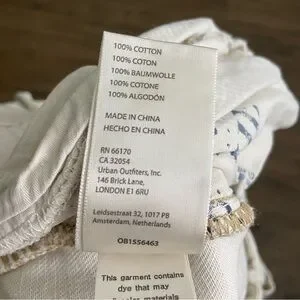 100% COTTON
100% COTON
100% BAUMWOLLE
100% COTONE
100% ALGODÓN
MADE IN CHINA
HECHO EN CHINA
RN 66170
CA 32054
Urban Outfitters, Inc.
146 Brick Lane,
LONDON E1 6RU
Leidsestraat 32, 1017 PB
Amsterdam, Netherlands
OB1556463
This garment contains
dye that may